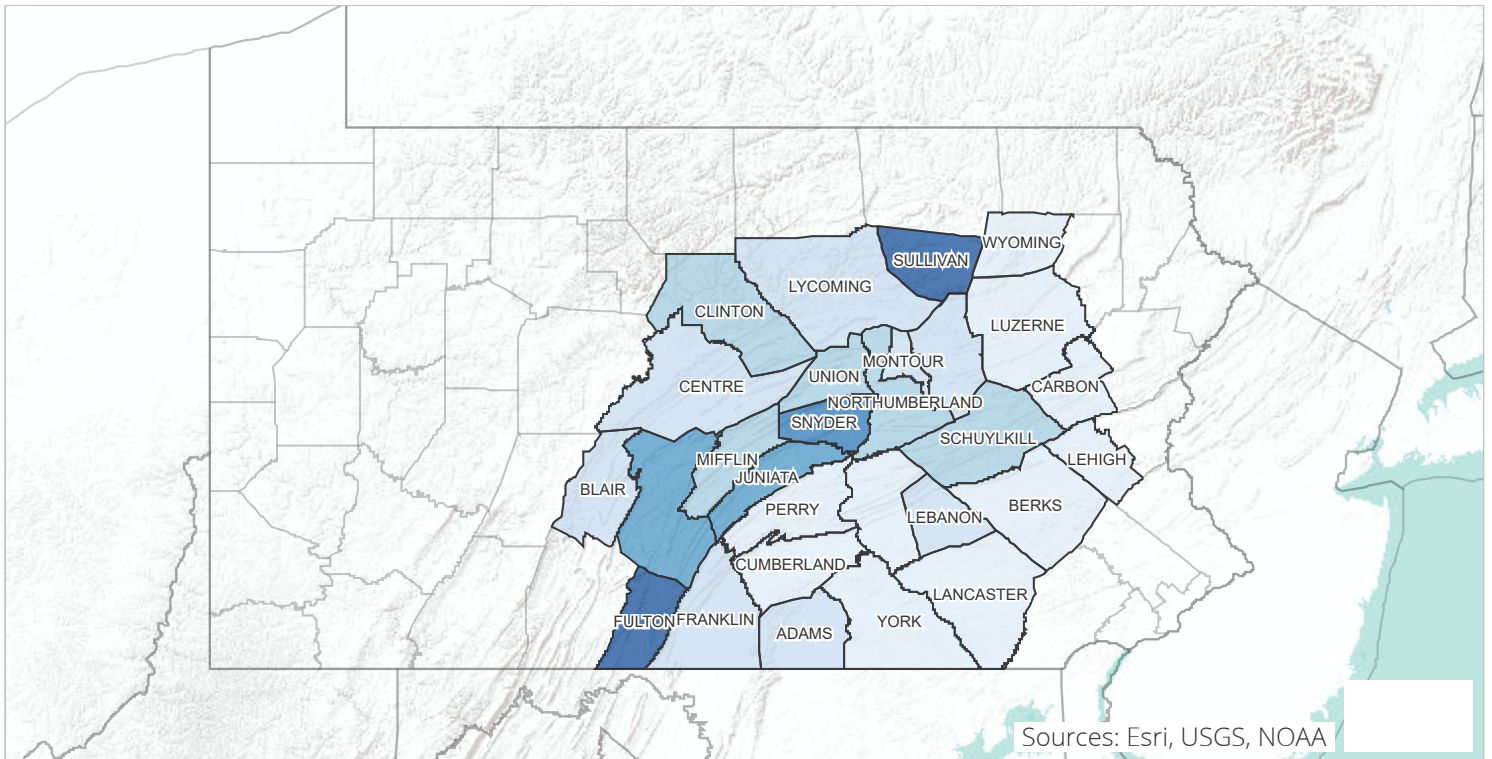 WYOMING
SULLIVAN
LYCOMING
CLINTON
LUZERNE
MONTOUR
UNION
CENTRE
CARBON
NORTHUMBERLAND
SNYDER
SCHUYLKILL
MIFFLIN
LEHIGH
JUNIATA
BLAIR
BERKS
PERRY
LEBANON
CUMBERLAND
LANCASTER
FULTON
FRANKLIN
YORK
ADAMS
Sources: Esri, USGS, NOAA